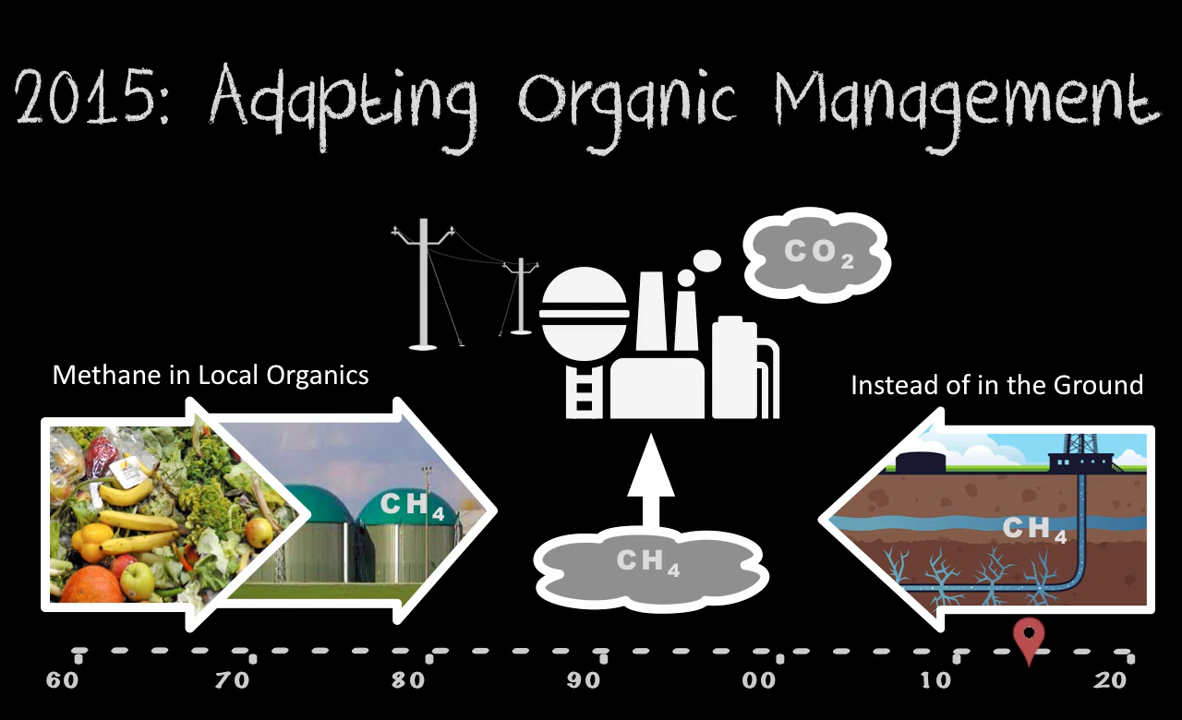 2015: Adapting Organic Management
CO₂
Methane in Local Organics
Instead of in the Ground
CH₄
CH₄
CH₄
60 70 80 90 00 10 20